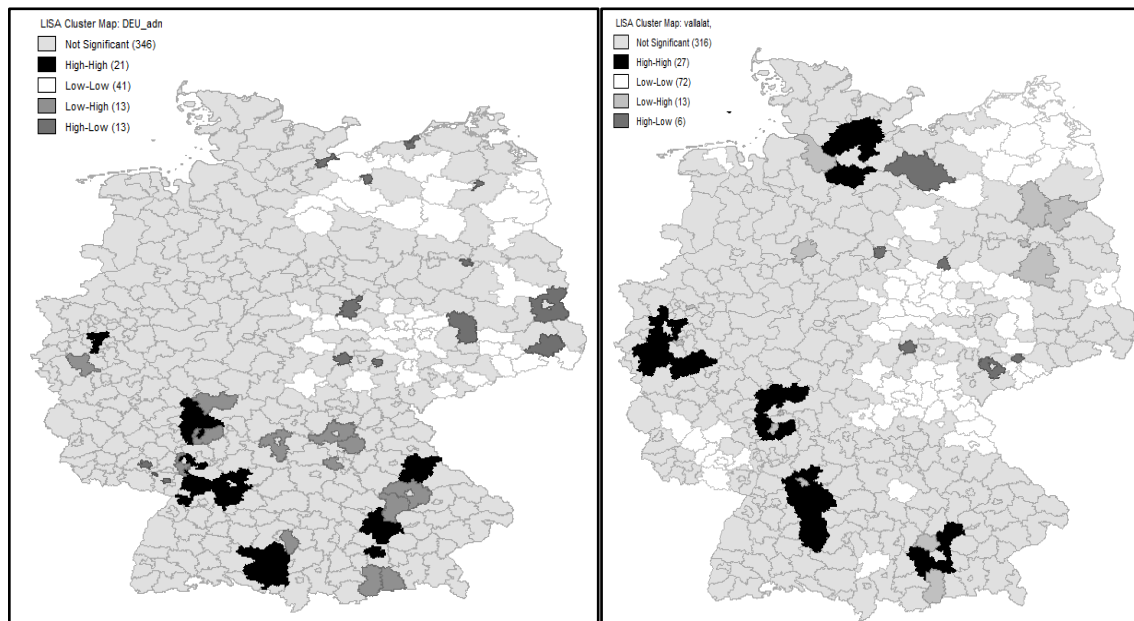 LISA Cluster Map: DEU_adn
Not Significant (346)
High-High (21)
Low-Low (41)
Low-High (13)
High-Low (13)
LISA Cluster Map: vallalat,
Not Significant (316)
High-High (27)
Low-Low (72)
Low-High (13)
High-Low (6)